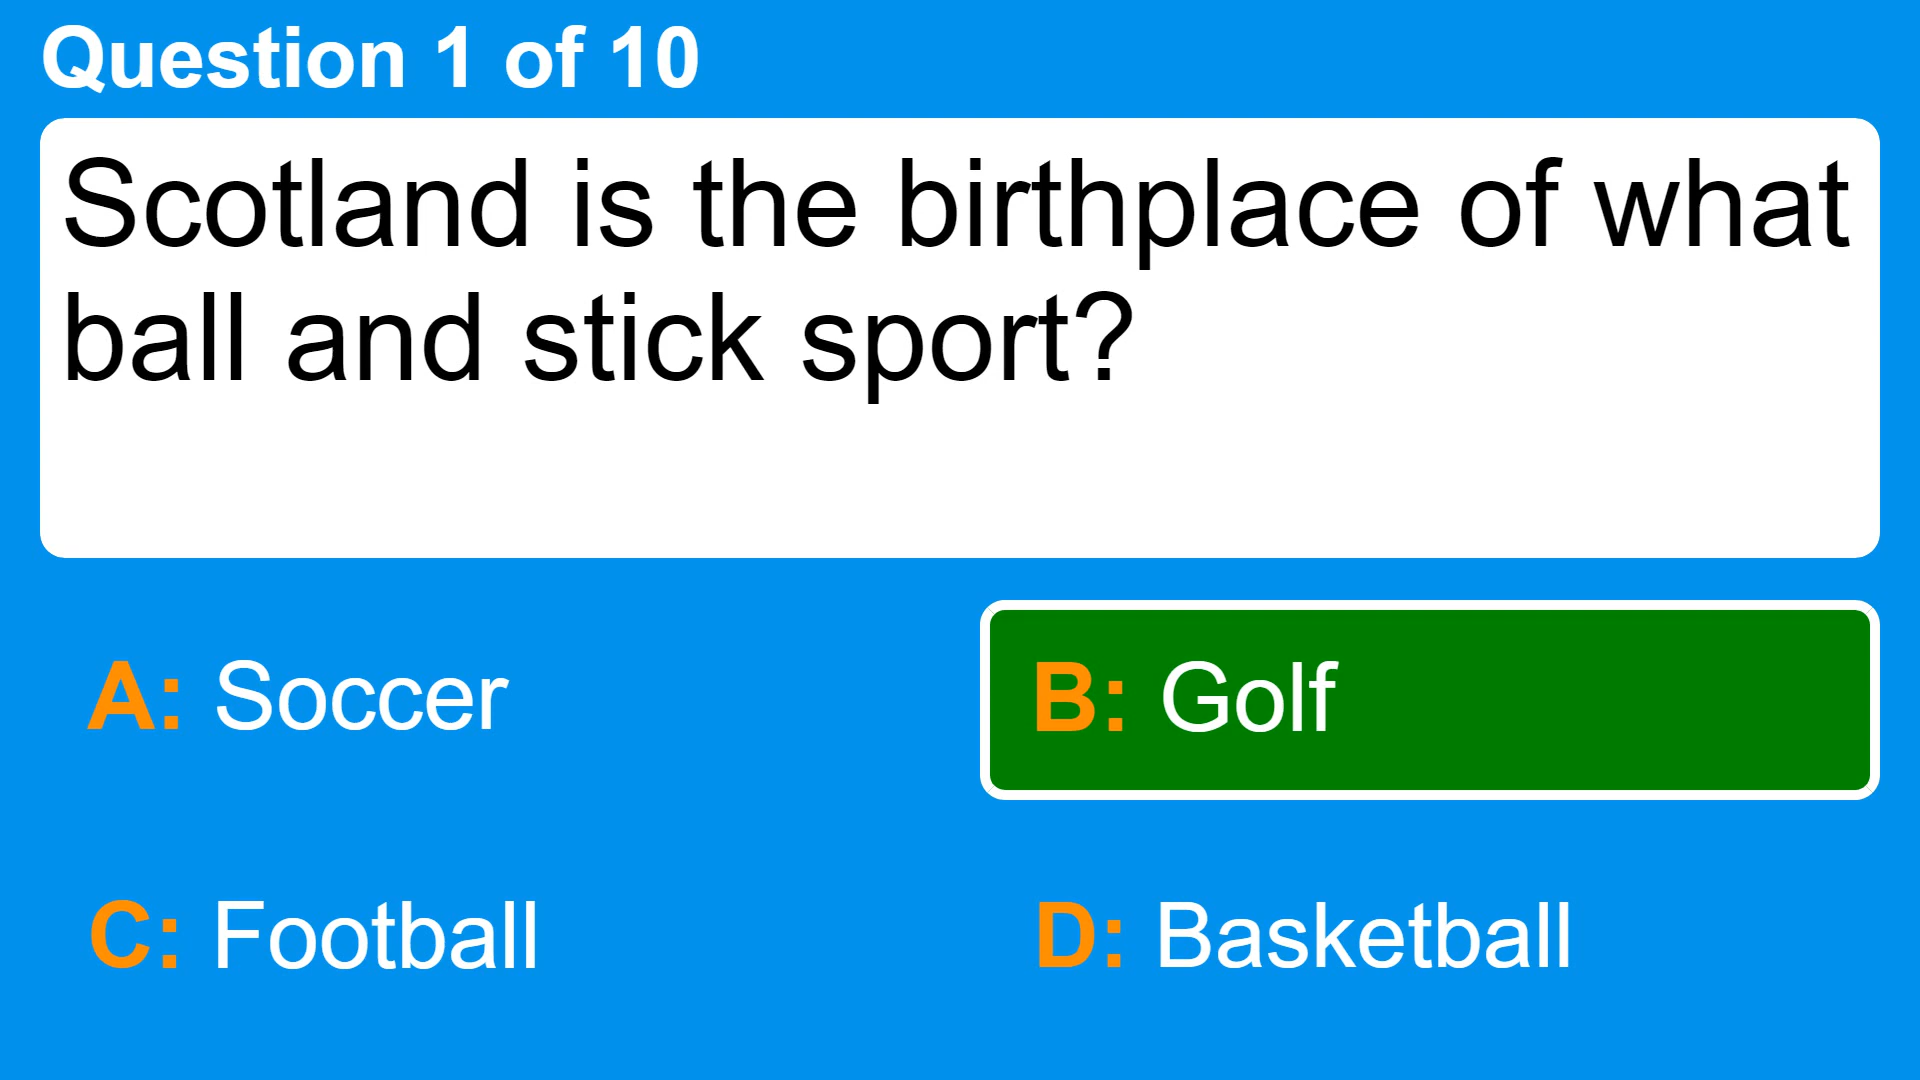 Question 1 of 10
Scotland is the birthplace of what
ball and stick sport?
A: Soccer
B: Golf
C: Football
D: Basketball